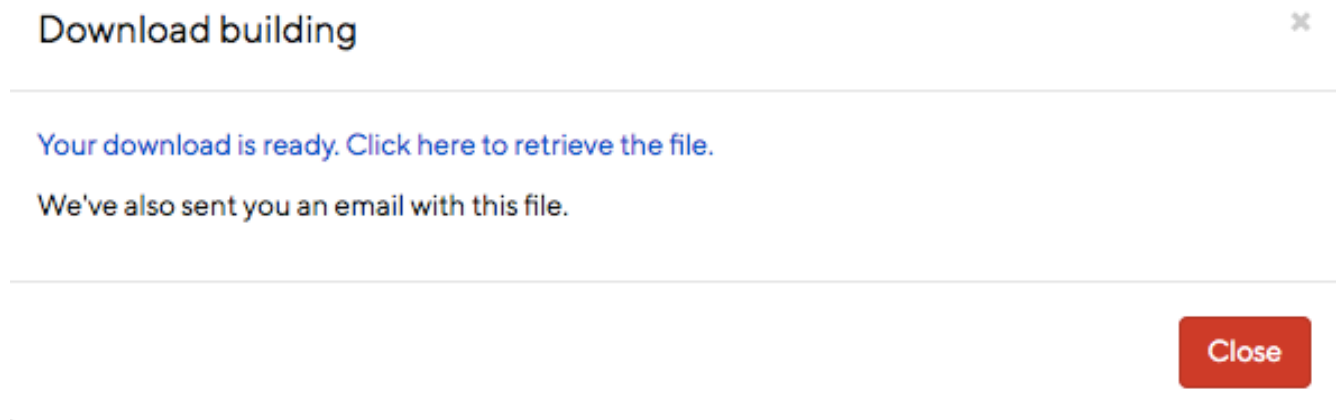 Download building
Your download is ready. Click here to retrieve the file.
We've also sent you an email with this file.
Close